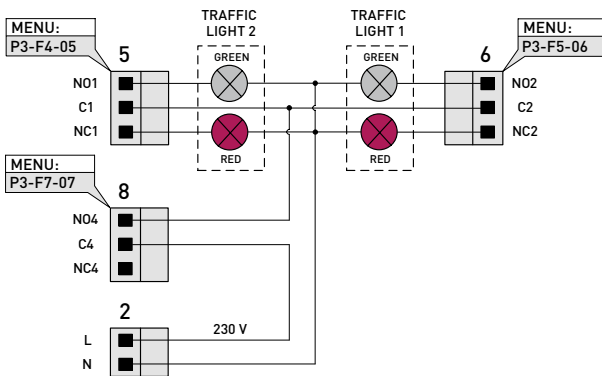 TRAFFIC
LIGHT 2
TRAFFIC
LIGHT 1
MENU:
P3-F4-05
5
MENU:
P3-F5-06
6
GREEN
GREEN
NO1
C1
NC1
NO2
C2
NC2
RED
RED
MENU:
P3-F7-07
8
NO4
C4
NC4
2
230 V
L
N